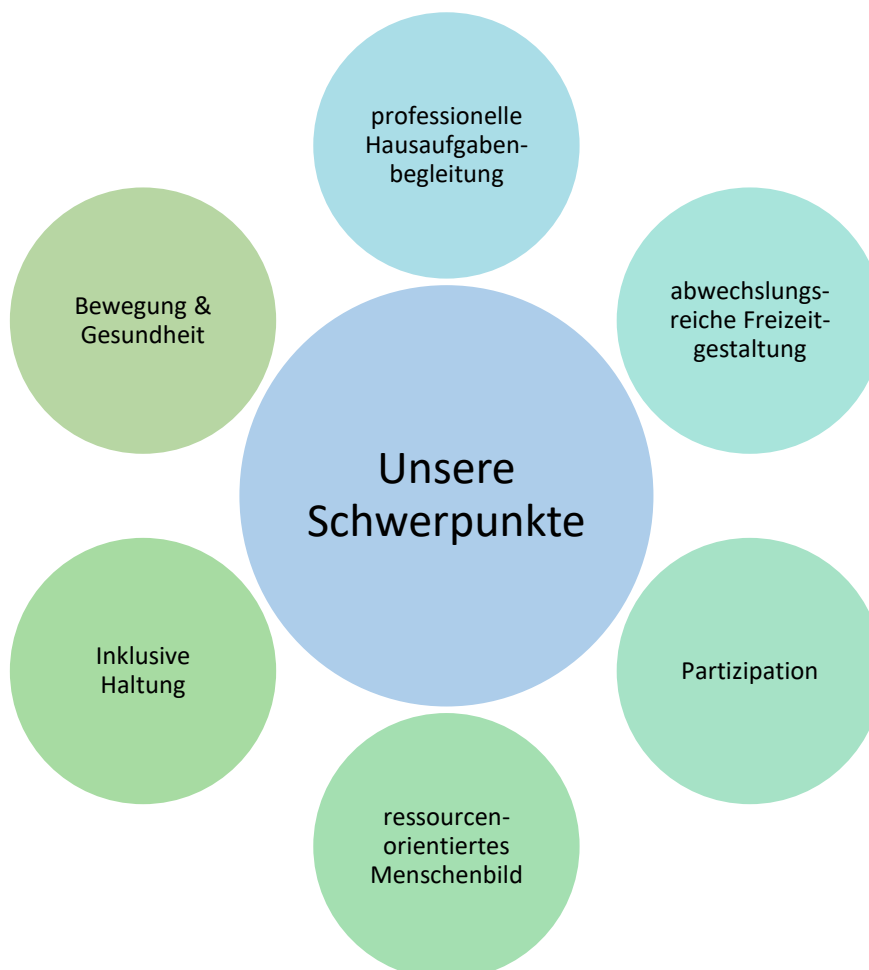 professionelle
Hausaufgaben-
begleitung
abwechslungs-
reiche Freizeit-
gestaltung
Partizipation
ressourcen-
orientiertes
Menschenbild
Inklusive
Haltung
Bewegung &
Gesundheit
Unsere
Schwerpunkte